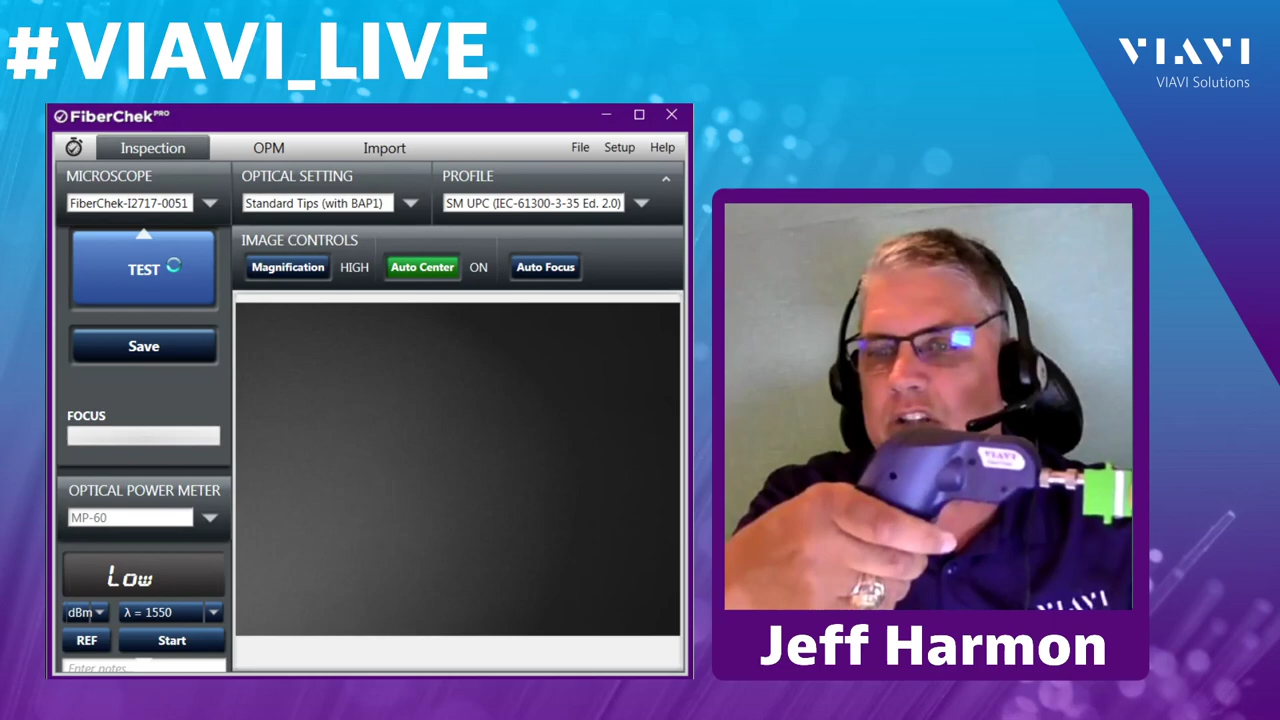 #VIAVI_LIVE
VIAVI
VIAVI Solutions
FiberChek PRO
Inspection
OPM
Import
File
Setup
Help
MICROSCOPE
OPTICAL SETTING
PROFILE
FiberChek-I2717-0051
Standard Tips (with BAP1)
SM UPC (IEC-61300-3-35 Ed. 2.0)
TEST
IMAGE CONTROLS
Magnification
HIGH
Auto Center
ON
Auto Focus
Save
FOCUS
OPTICAL POWER METER
MP-60
Low
dBm
λ = 1550
REF
Start
Enter notes...
VIAVI
VIAVI
Jeff Harmon